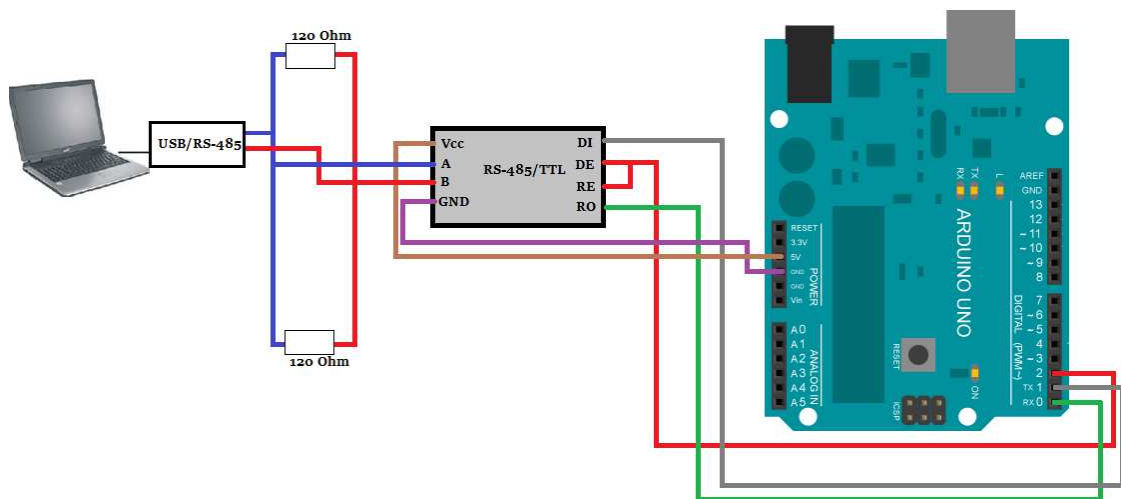 120 Ohm
USB/RS-485
Vcc
A
B
GND
RS-485/TTL
DI
DE
RE
RO
120 Ohm
RESET
3.3V
5V
GND
GND
Vin
POWER
A0
A1
A2
A3
A4
A5
ANALOG IN
RX
TX
L
ARDUINO UNO
RESET
ICSP
ON
AREF
GND
13
12
~11
~10
~9
8
7
~6
~5
4
~3
2
TX 1
RX 0
DIGITAL (PWM~)